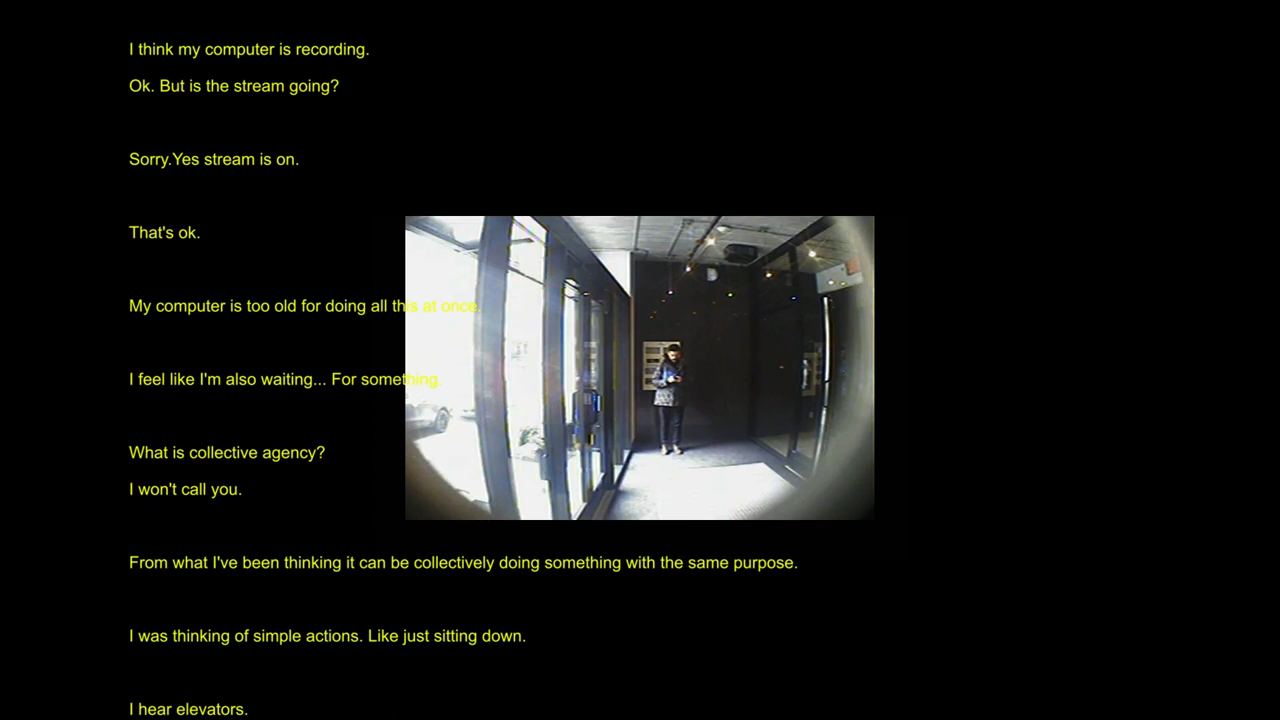 I think my computer is recording.
Ok. But is the stream going?
Sorry.Yes stream is on.
That's ok.
My computer is too old for doing all this at once.
I feel like I'm also waiting... For something.
What is collective agency?
I won't call you.
From what I've been thinking it can be collectively doing something with the same purpose.
I was thinking of simple actions. Like just sitting down.
I hear elevators.